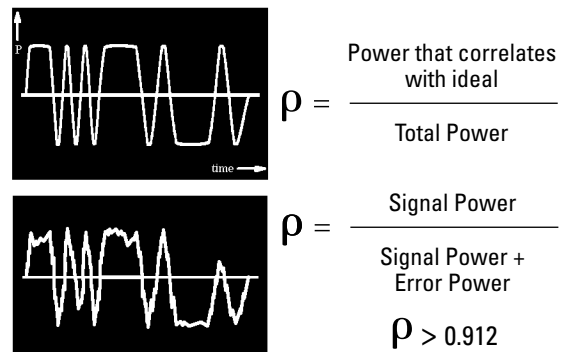 P
time
ρ = Power that correlates
with ideal
Total Power
ρ = Signal Power
Signal Power +
Error Power
ρ > 0.912